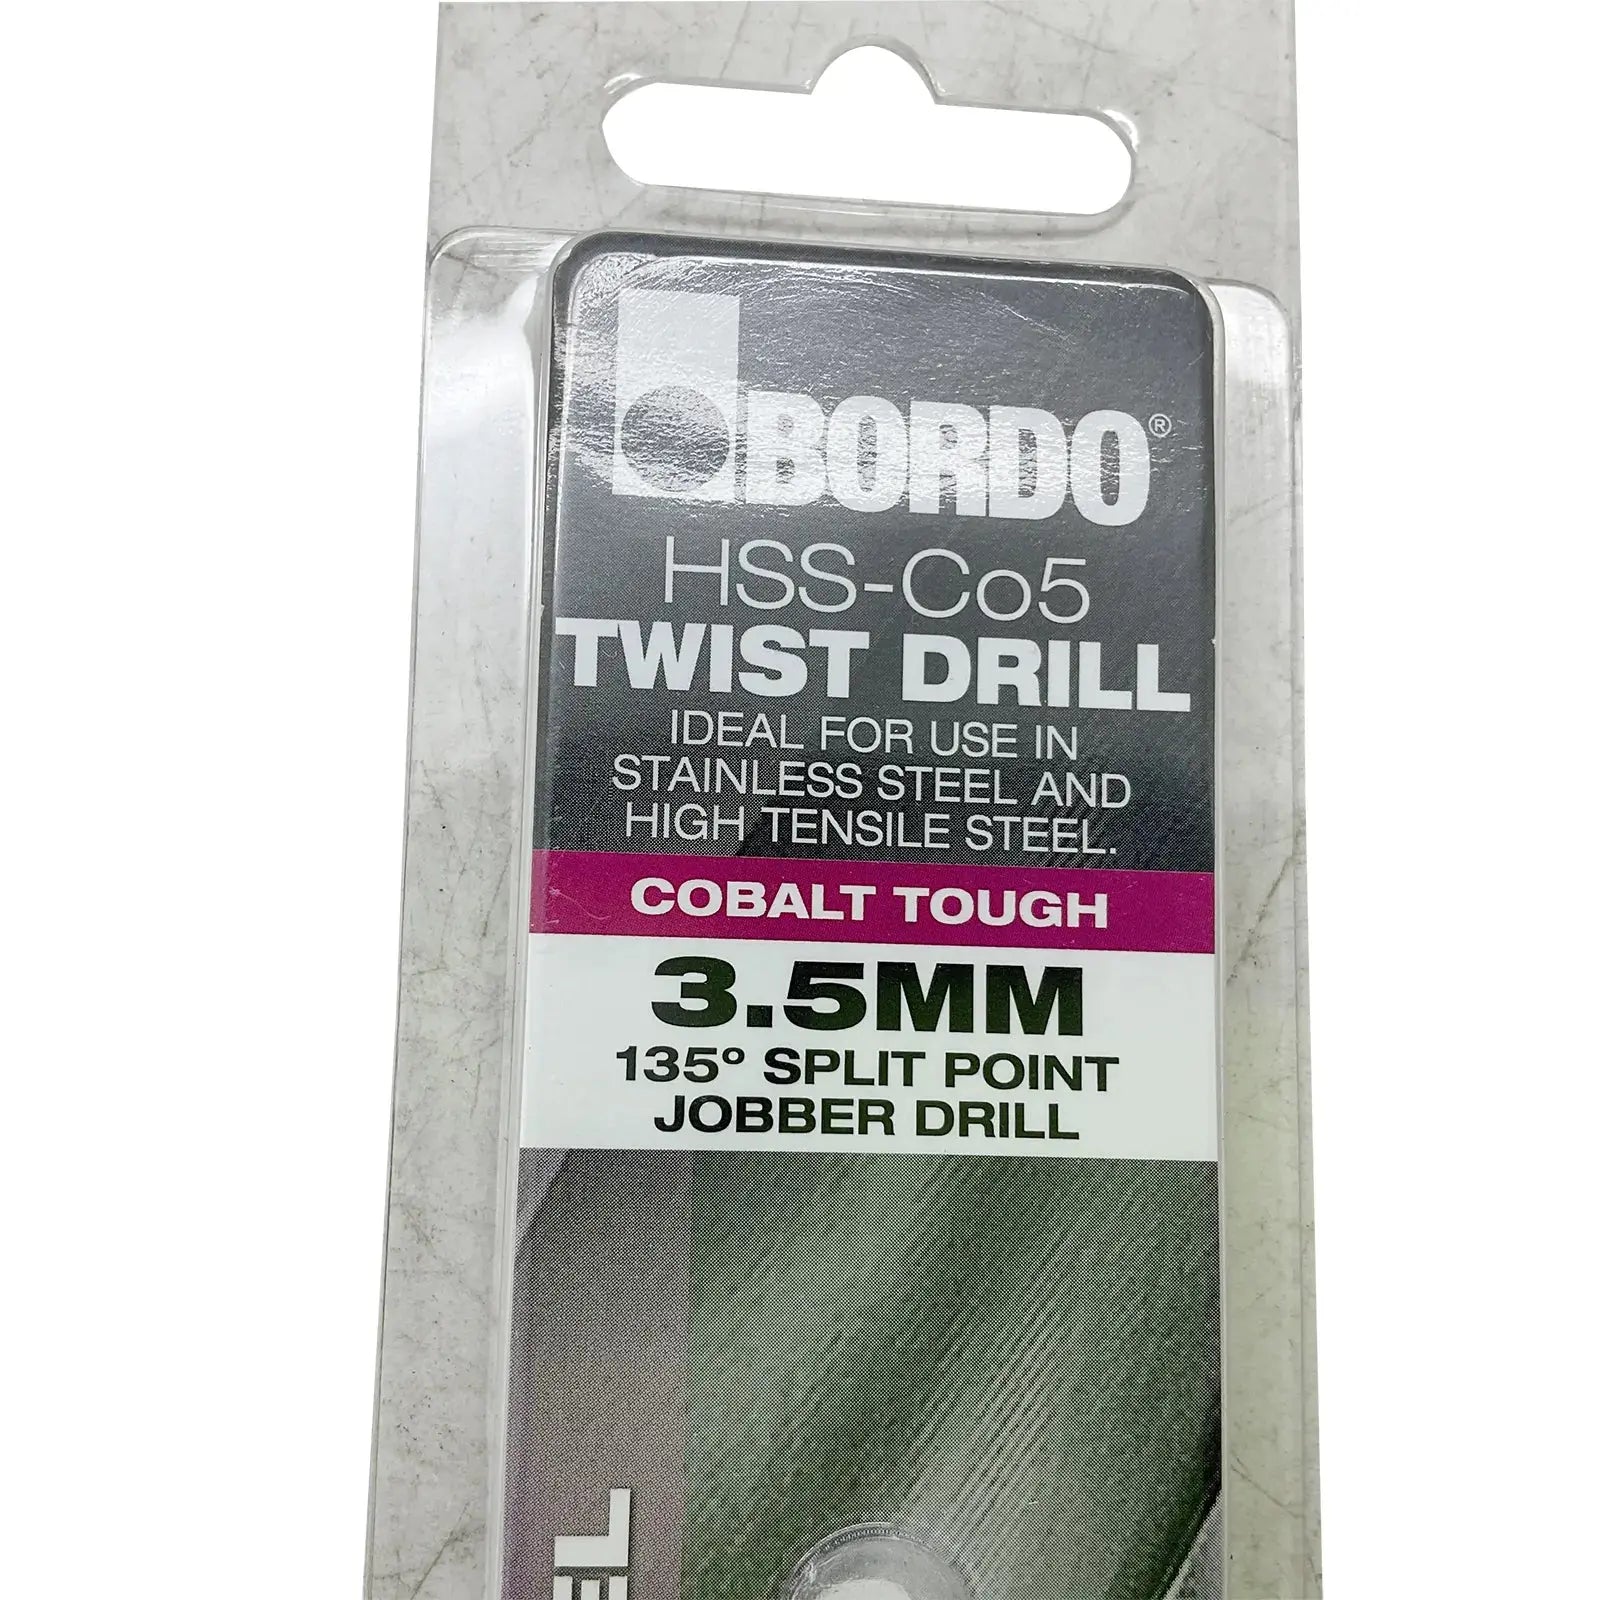 BORDO®
HSS-Co5
TWIST DRILL
IDEAL FOR USE IN
STAINLESS STEEL AND
HIGH TENSILE STEEL.
COBALT TOUGH
3.5MM
135º SPLIT POINT
JOBBER DRILL